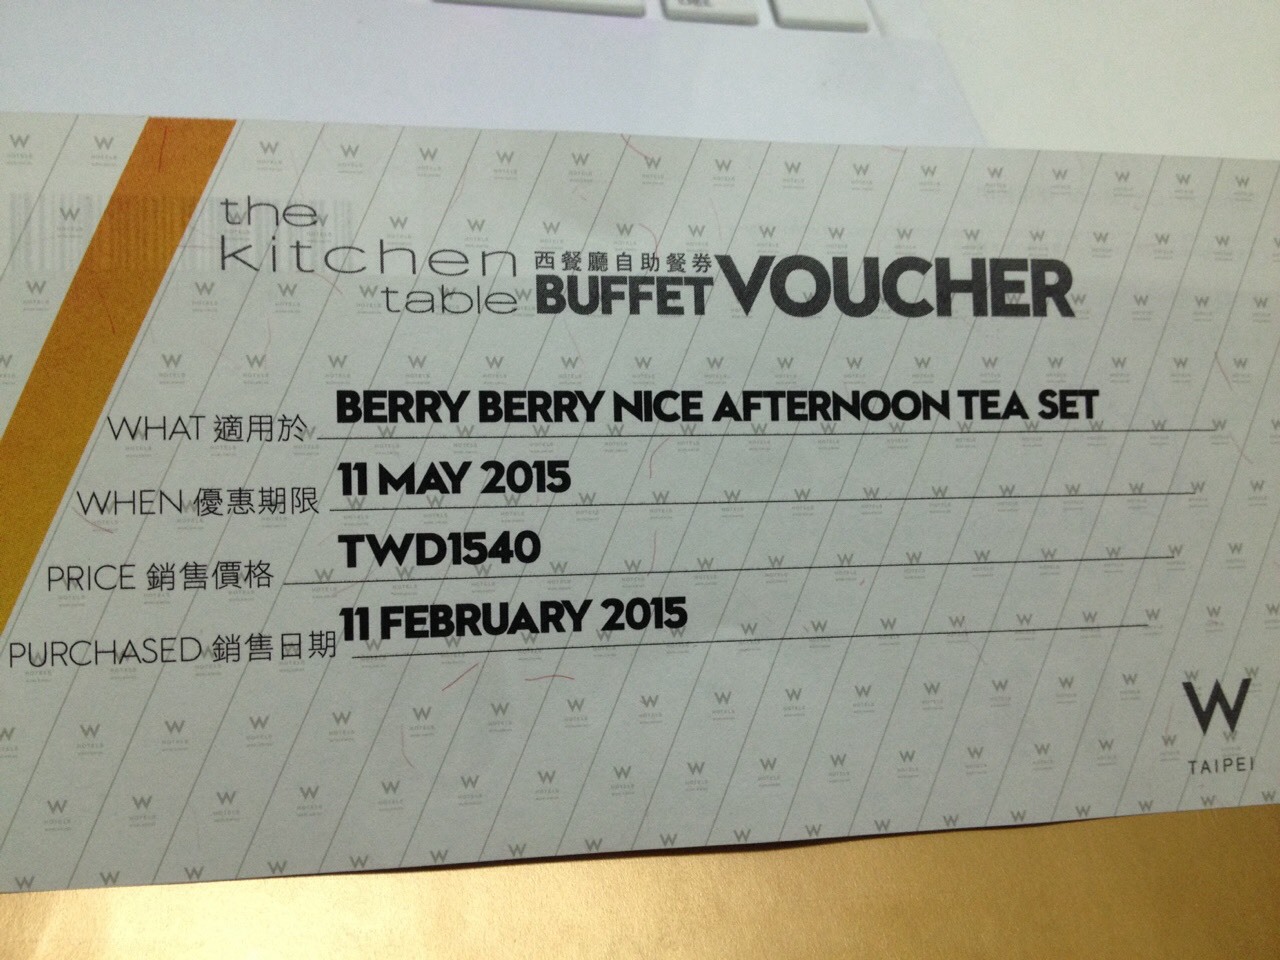 the
kitchen
table
西餐廳自助餐券
BUFFET VOUCHER
WHAT 適用於 BERRY BERRY NICE AFTERNOON TEA SET
WHEN 優惠期限 11 MAY 2015
PRICE 銷售價格 TWD1540
PURCHASED 銷售日期 11 FEBRUARY 2015
W
TAIPEI